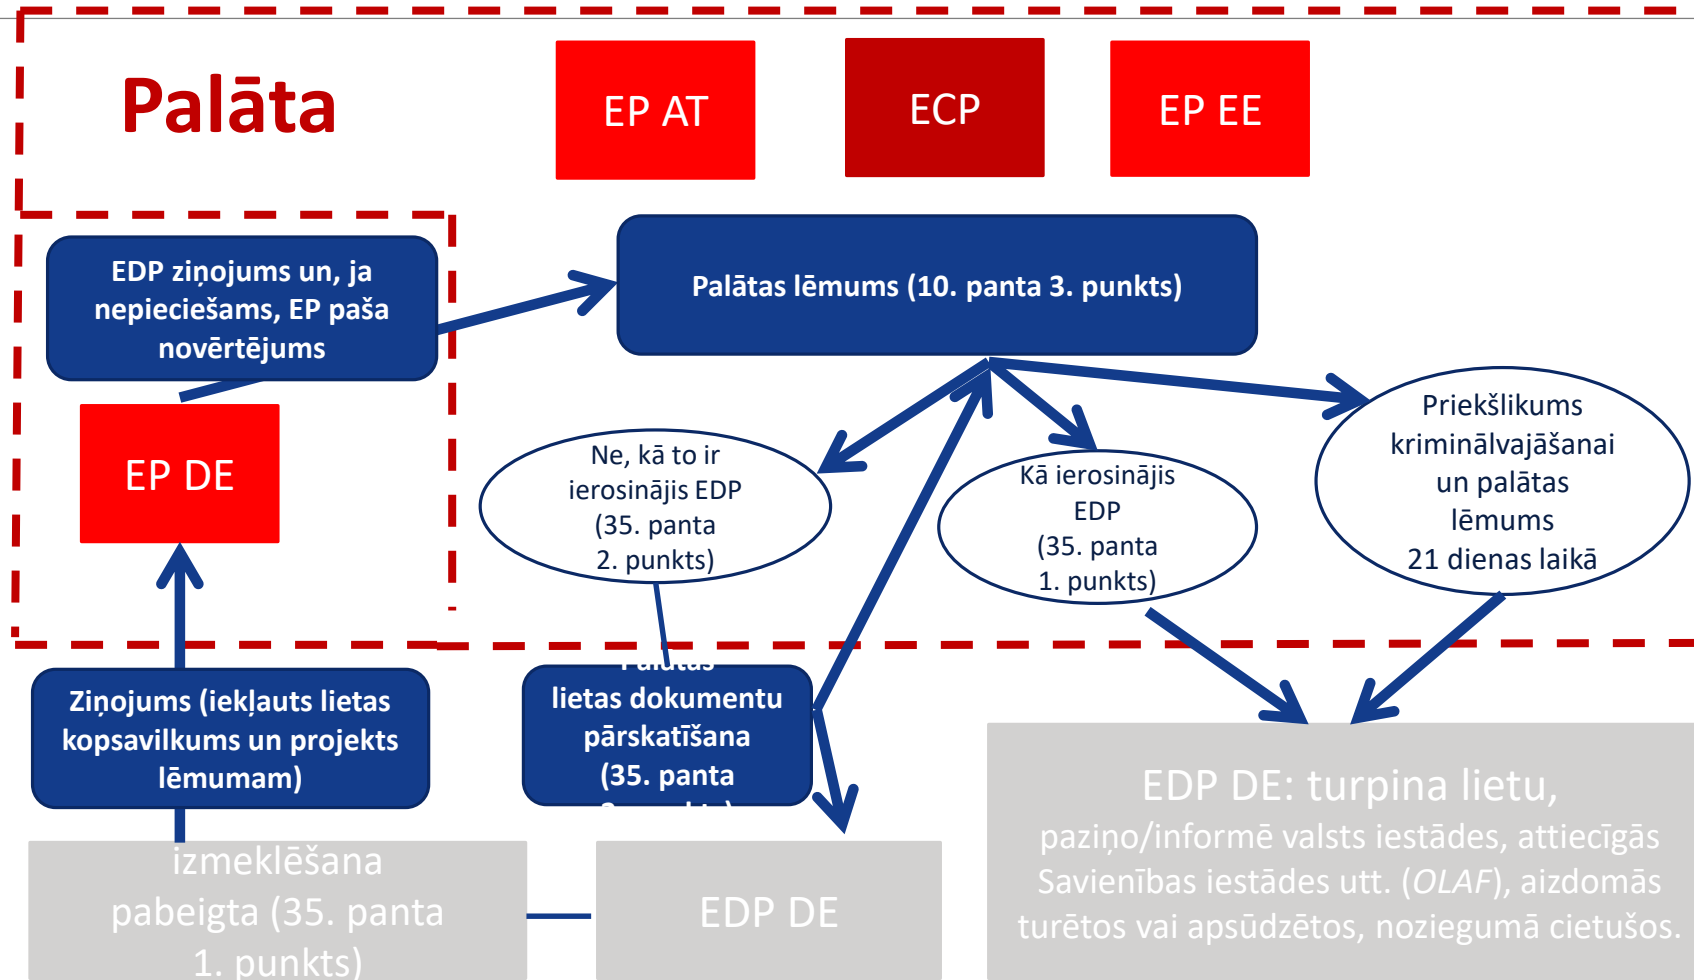 Palāta
EP AT
ECP
EP EE
EDP ziņojums un, ja
nepieciešams, EP paša
novērtējums
Palātas lēmums (10. panta 3. punkts)
EP DE
Ne, kā to ir
ierosinājis EDP
(35. panta
2. punkts)
Kā ierosinājis
EDP
(35. panta
1. punkts)
Priekšlikums
kriminālvajāšanai
un palātas
lēmums
21 dienas laikā
Ziņojums (iekļauts lietas
kopsavilkums un projekts
lēmumam)
Palātas
lietas dokumentu
pārskatīšana
(35. panta
izmeklēšana
pabeigta (35. panta
1. punkts)
EDP DE
EDP DE: turpina lietu,
paziņo/informē valsts iestādes, attiecīgās
Savienības iestādes utt. (OLAF), aizdomās
turētos vai apsūdzētos, noziegumā cietušos.